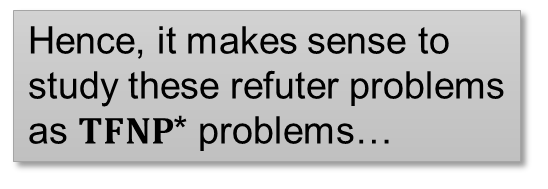 Hence, it makes sense to
study these refuter problems
as TFNP* problems…